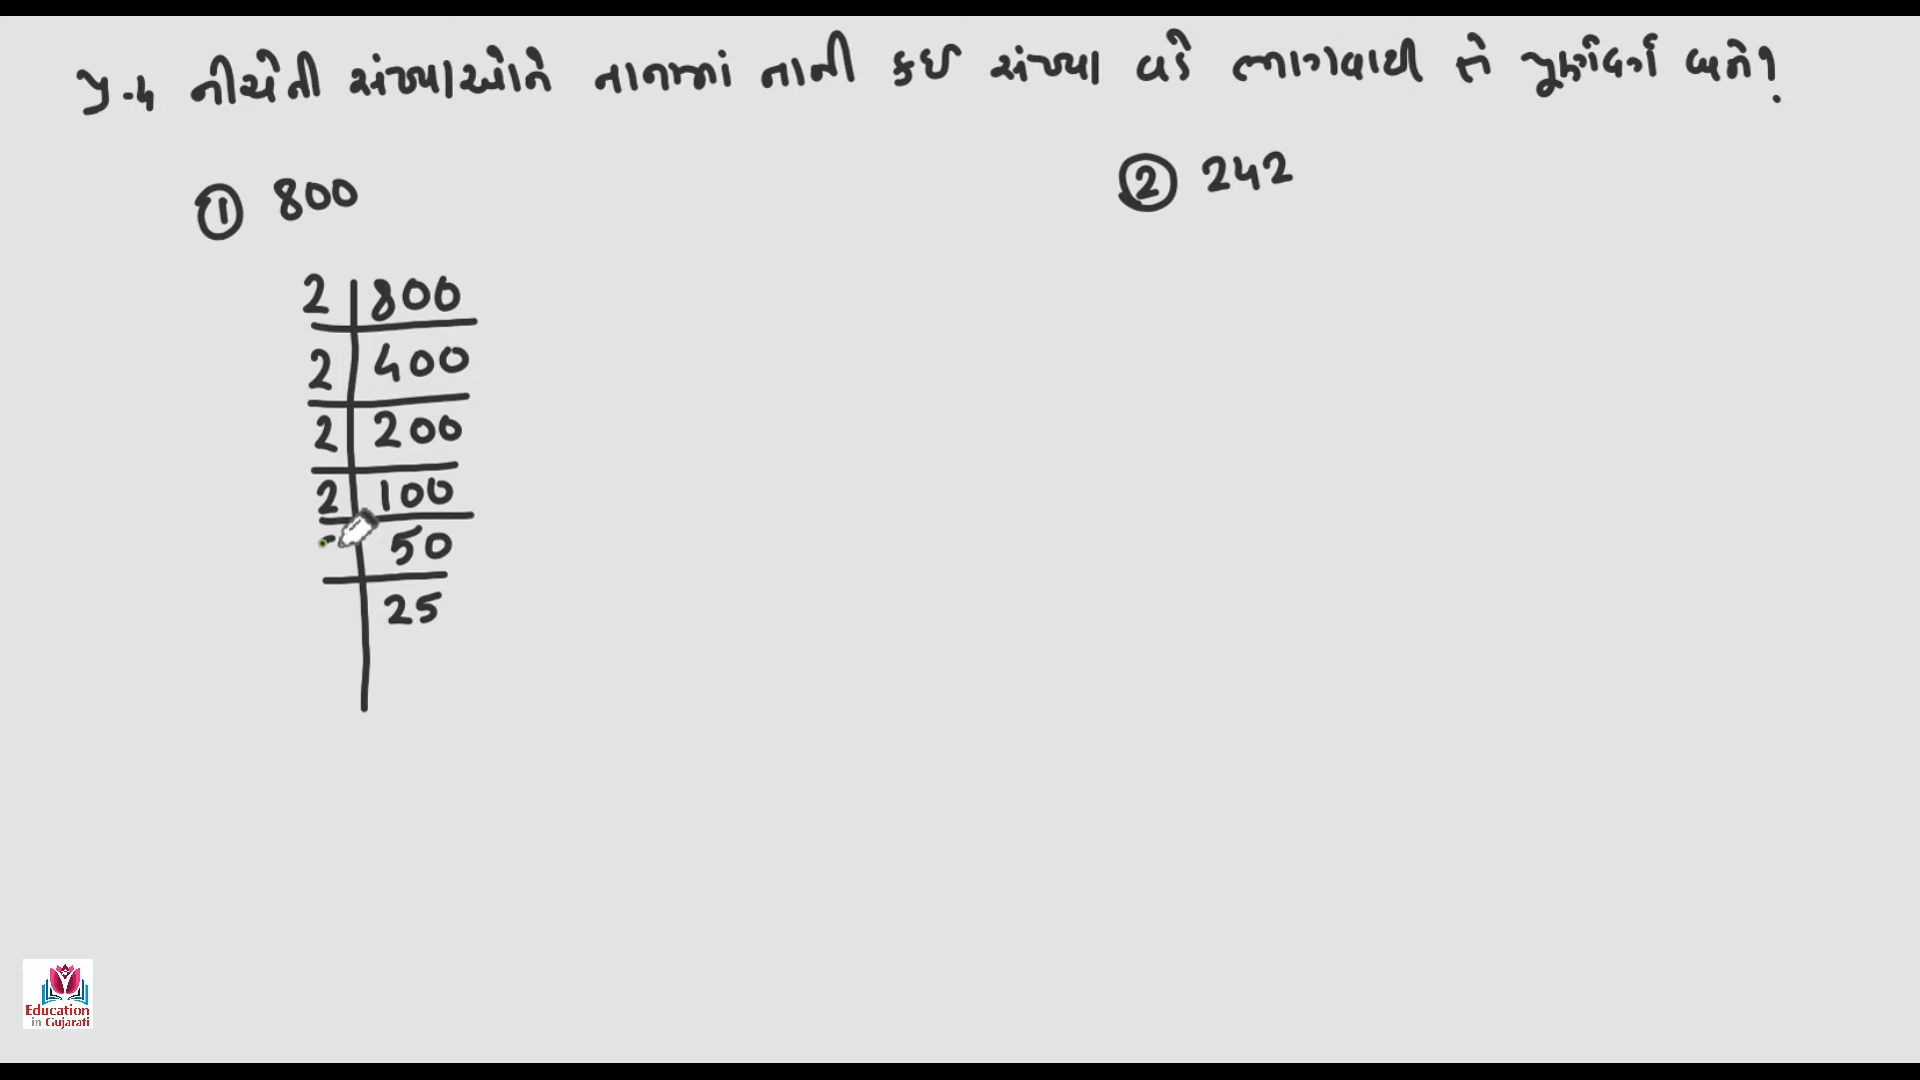 પ્ર-૬ નીચેની સંખ્યાઓને નાનામાં નાની કઈ સંખ્યા વડે ભાગવાથી તે પૂર્ણવર્ગ બને?
① 800
② 242
2 | 800
2 | 400
2 | 200
2 | 100
50
25
Education
in Gujarati